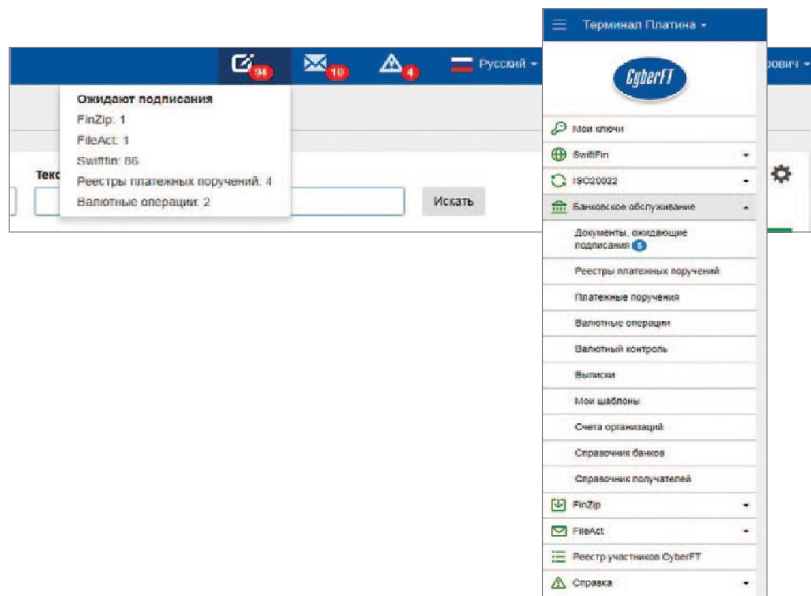 Терминал Платина
94
10
4
Русский
рович
CyberFT
Ожидают подписания
FinZip: 1
FileAct: 1
Swiftfin: 86
Реестры платежных поручений: 4
Валютные операции: 2
Текс
Искать
Мои ключи
SwiftFin
ISO20022
Банковское обслуживание
Документы, ожидающие
подписания 6
Реестры платежных поручений
Платежные поручения
Валютные операции
Валютный контроль
Выписки
Мои шаблоны
Счета организаций
Справочник банков
Справочник получателей
FinZip
FileAct
Реестр участников CyberFT
Справка